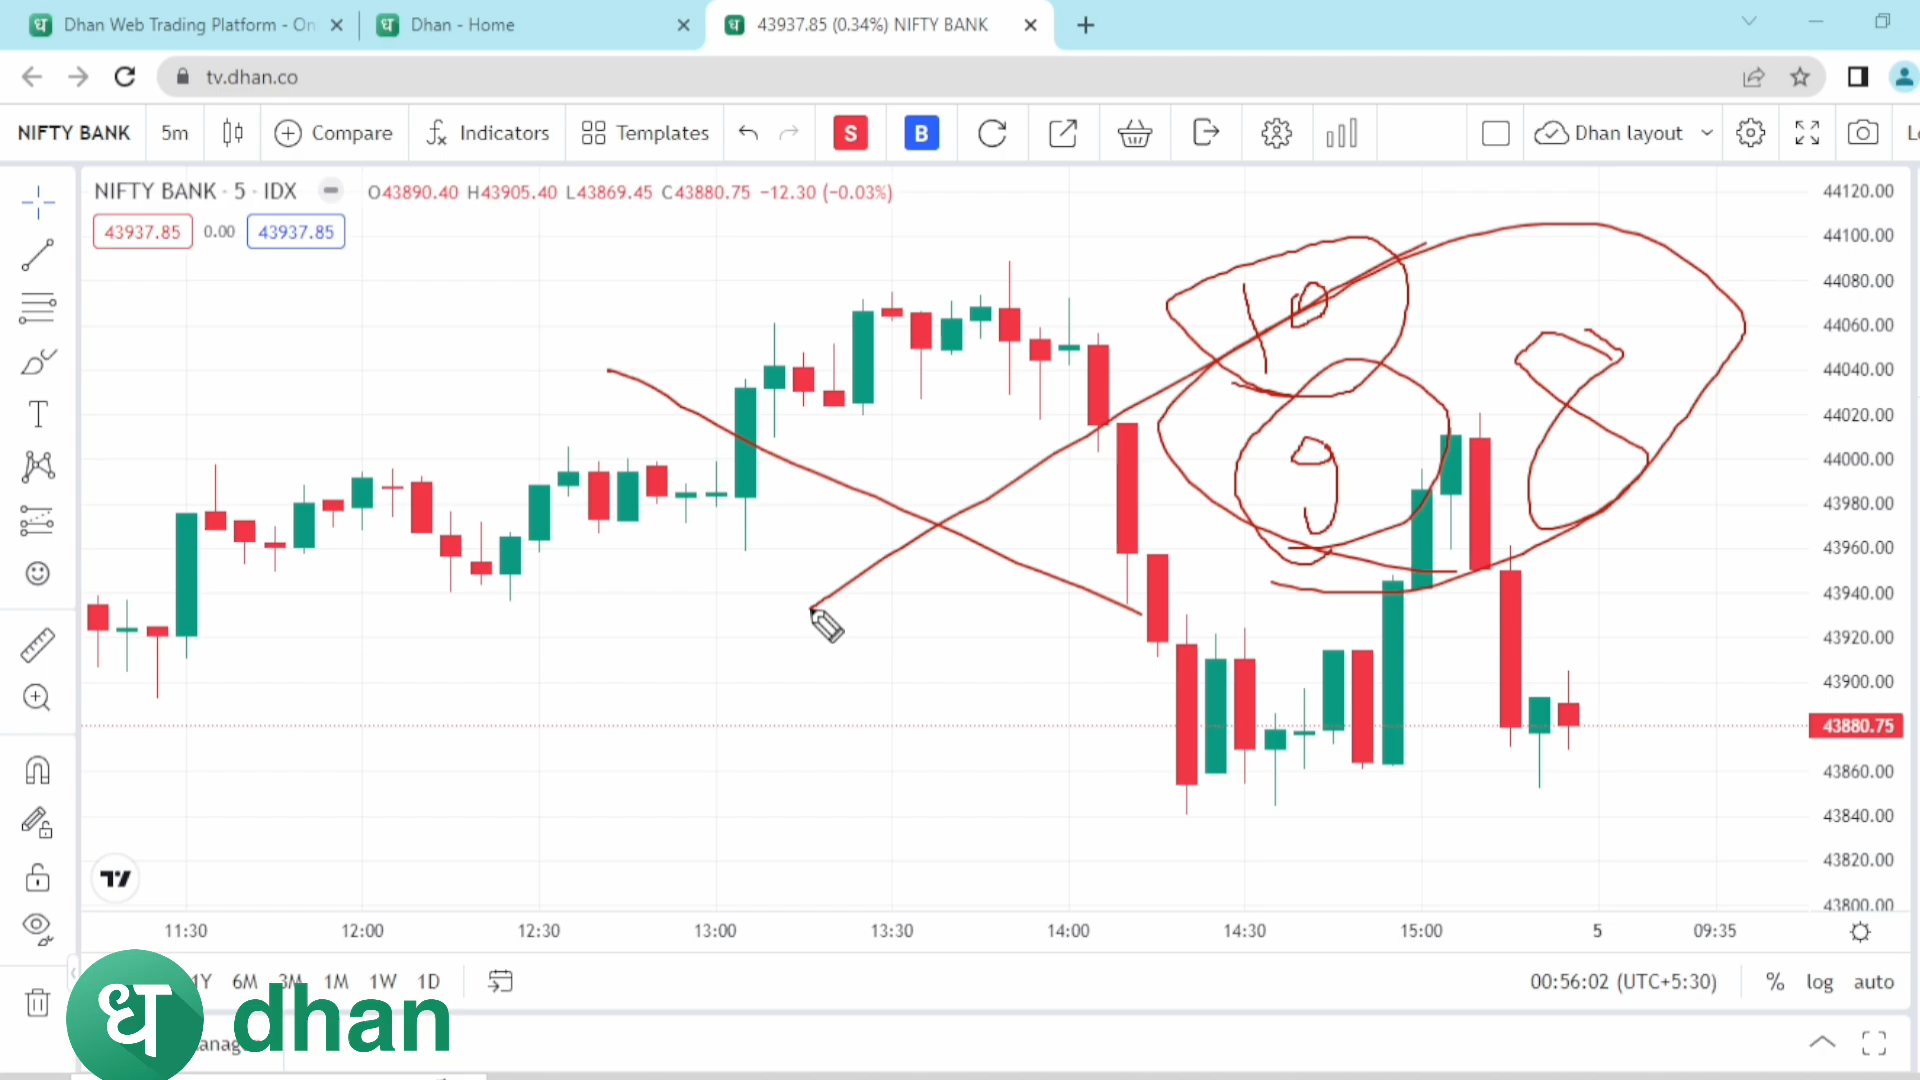 Dhan Web Trading Platform - On
Dhan - Home
43937.85 (0.34%) NIFTY BANK
tv.dhan.co
NIFTY BANK 5m Compare Indicators Templates S B Dhan layout
NIFTY BANK · 5 · IDX O43890.40 H43905.40 L43869.45 C43880.75 −12.30 (−0.03%)
43937.85 0.00 43937.85
44120.00
44100.00
44080.00
44060.00
44040.00
44020.00
44000.00
43980.00
43960.00
43940.00
43920.00
43900.00
43880.75
43860.00
43840.00
43820.00
43800.00
10
9
8
11:30 12:00 12:30 13:00 13:30 14:00 14:30 15:00 5 09:35
1Y 6M 3M 1M 1W 1D 00:56:02 (UTC+5:30) % log auto
ध dhan